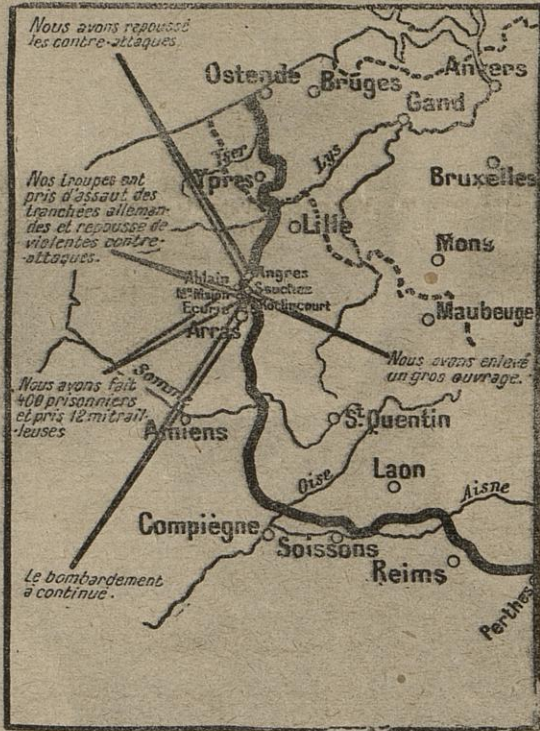 Nous avons repoussé
les contre-attaques.
Ostende
Bruges
Anvers
Gand
Yser
Lys
Ypres
Bruxelles
Nos troupes ont
pris d'assaut des
tranchées alleman-
des et repoussé de
violentes contre-
attaques.
Lille
Mons
Ablain
Angres
Souchez
Mt. Mision
Ecurie
Rochincourt
Arras
Maubeuge
Nous avons enlevé
un gros ouvrage.
Nous avons fait
400 prisonniers
et pris 12 mitrail-
leuses
Somme
Amiens
St Quentin
Laon
Oise
Aisne
Compiègne
Soissons
Reims
Le bombardement
a continué.
Perthes